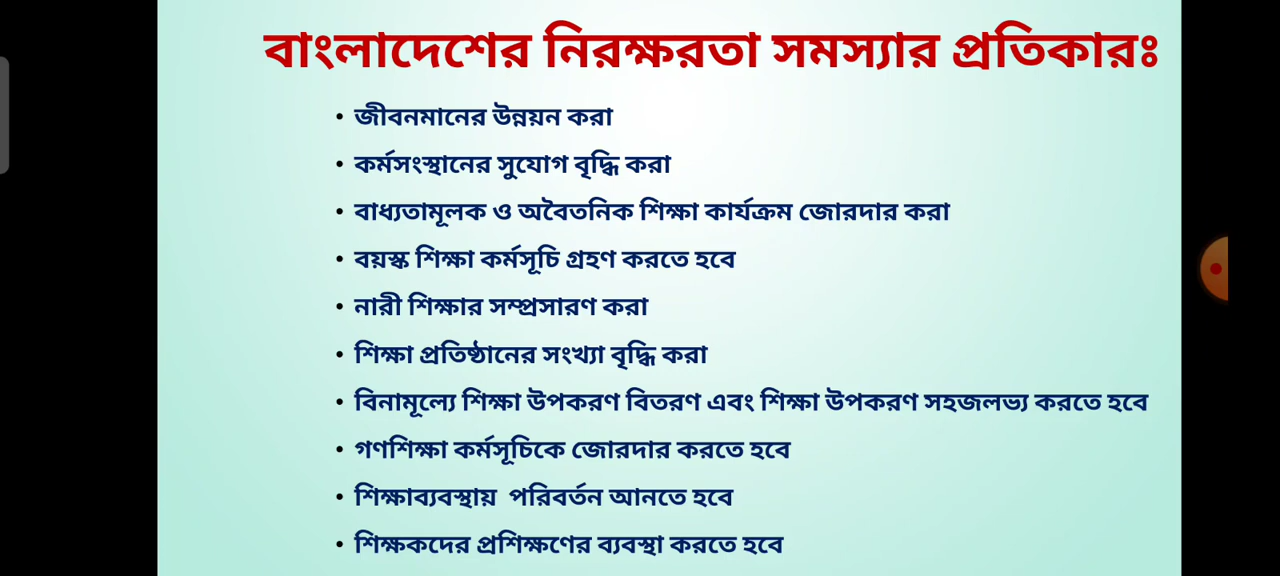 বাংলাদেশের নিরক্ষরতা সমস্যার প্রতিকারঃ
• জীবনমানের উন্নয়ন করা
• কর্মসংস্থানের সুযোগ বৃদ্ধি করা
• বাধ্যতামূলক ও অবৈতনিক শিক্ষা কার্যক্রম জোরদার করা
• বয়স্ক শিক্ষা কর্মসূচি গ্রহণ করতে হবে
• নারী শিক্ষার সম্প্রসারণ করা
• শিক্ষা প্রতিষ্ঠানের সংখ্যা বৃদ্ধি করা
• বিনামূল্যে শিক্ষা উপকরণ বিতরণ এবং শিক্ষা উপকরণ সহজলভ্য করতে হবে
• গণশিক্ষা কর্মসূচিকে জোরদার করতে হবে
• শিক্ষাব্যবস্থায় পরিবর্তন আনতে হবে
• শিক্ষকদের প্রশিক্ষণের ব্যবস্থা করতে হবে